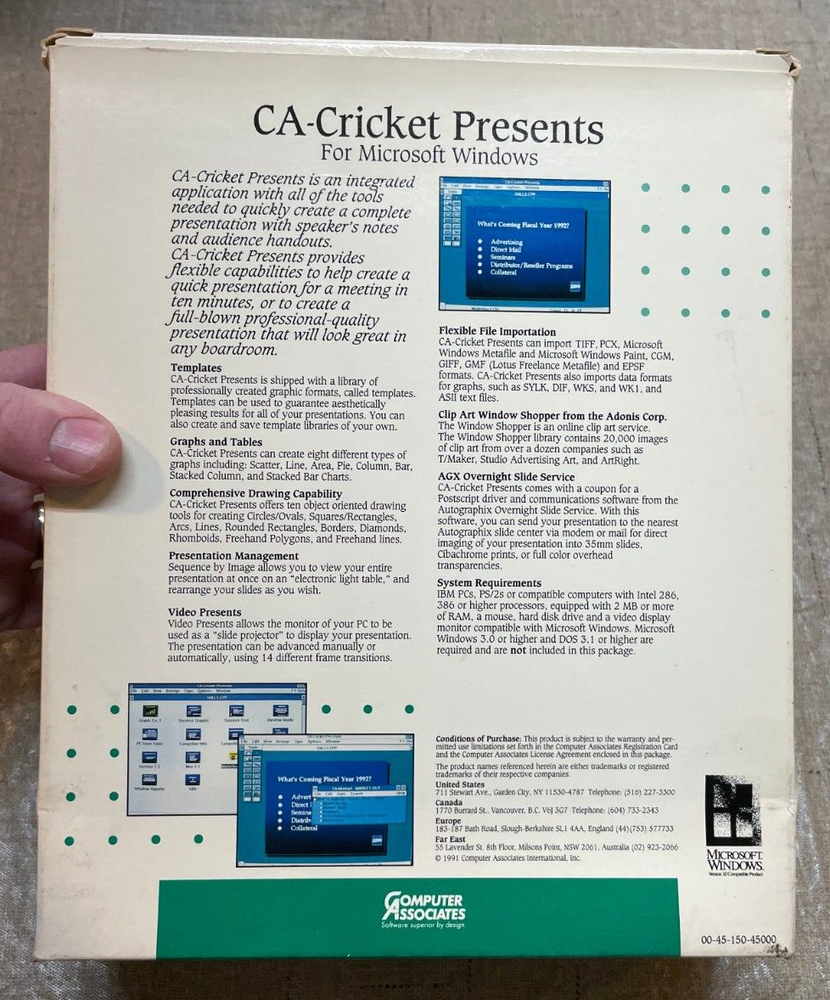 CA-Cricket Presents
For Microsoft Windows
CA-Cricket Presents is an integrated
application with all of the tools
needed to quickly create a complete
presentation with speaker's notes
and audience handouts.
CA-Cricket Presents provides
flexible capabilities to help create a
quick presentation for a meeting in
ten minutes, or to create a
full-blown professional-quality
presentation that will look great in
any boardroom.
Templates
CA-Cricket Presents is shipped with a library of
professionally created graphic formats, called templates.
Templates can be used to guarantee aesthetically
pleasing results for all of your presentations. You can
also create and save template libraries of your own.
Graphs and Tables
CA-Cricket Presents can create eight different types of
graphs including: Scatter, Line, Area, Pie, Column, Bar,
Stacked Column, and Stacked Bar Charts.
Comprehensive Drawing Capability
CA-Cricket Presents offers ten object oriented drawing
tools for creating Circles/Ovals, Squares/Rectangles,
Arcs, Lines, Rounded Rectangles, Borders, Diamonds,
Rhomboids, Freehand Polygons, and Freehand lines.
Presentation Management
Sequence by Image allows you to view your entire
presentation at once on an "electronic light table," and
rearrange your slides as you wish.
Video Presents
Video Presents allows the monitor of your PC to be
used as a "slide projector" to display your presentation.
The presentation can be advanced manually or
automatically, using 14 different frame transitions.
CA-Cricket Presents
What's Coming Fiscal Year 1992?
Advertising
Direct Mail
Seminars
Distributor/Reseller Programs
Collateral
Flexible File Importation
CA-Cricket Presents can import TIFF, PCX, Microsoft
Windows Metafile and Microsoft Windows Paint, CGM,
GIFF, GMF (Lotus Freelance Metafile) and EPSF
formats. CA-Cricket Presents also imports data formats
for graphs, such as SYLK, DIF, WKS, and WK1, and
ASII text files.
Clip Art Window Shopper from the Adonis Corp.
The Window Shopper is an online clip art service.
The Window Shopper library contains 20,000 images
of clip art from over a dozen companies such as
T/Maker, Studio Advertising Art, and ArtRight.
AGX Overnight Slide Service
CA-Cricket Presents comes with a coupon for a
Postscript driver and communications software from the
Autographix Overnight Slide Service. With this
software, you can send your presentation to the nearest
Autographix slide center via modem or mail for direct
imaging of your presentation into 35mm slides,
Cibachrome prints, or full color overhead
transparencies.
System Requirements
IBM PCs, PS/2s or compatible computers with Intel 286,
386 or higher processors, equipped with 2 MB or more
of RAM, a mouse, hard disk drive and a video display
monitor compatible with Microsoft Windows. Microsoft
Windows 3.0 or higher and DOS 3.1 or higher are
required and are not included in this package.
CA-Cricket Presents
File Edit View Arrange Type Options Window
What's Coming Fiscal Year 1992?
Adver
Direct
Semina
Distrib
Collateral
Conditions of Purchase: This product is subject to the warranty and per-
mitted use limitations set forth in the Computer Associates Registration Card
and the Computer Associates License Agreement enclosed in this package.
The product names referenced herein are either trademarks or registered
trademarks of their respective companies.
United States
711 Stewart Ave., Garden City, NY 11530-4787 Telephone: (516) 227-3300
Canada
1770 Burrard St., Vancouver, B.C. V6J 3G7 Telephone: (604) 733-2343
Europe
183-187 Bath Road, Slough-Berkshire SL1 4AA, England (44)(753) 577733
Far East
55 Lavender St. 8th Floor, Milsons Point, NSW 2061, Australia (02) 923-2066
© 1991 Computer Associates International, Inc.
MICROSOFT
WINDOWS
Version 3.0 Compatible Product
COMPUTER
ASSOCIATES
Software superior by design.
00-45-150-45000